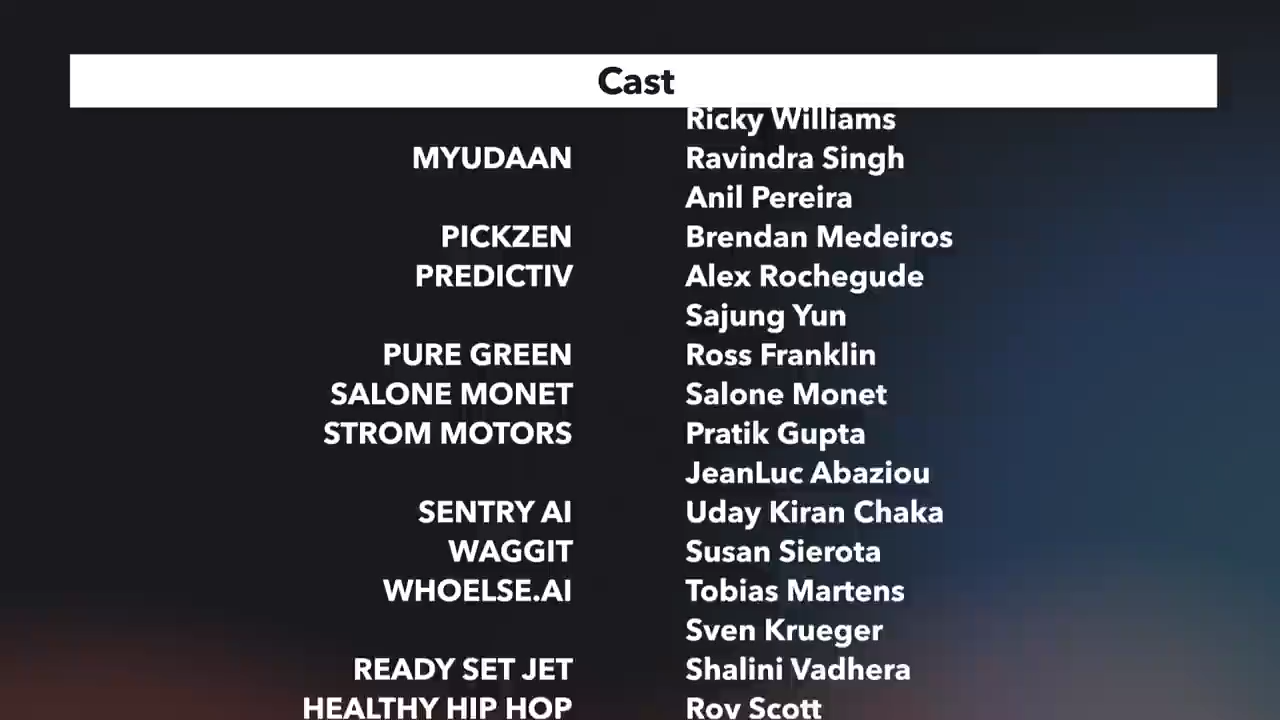 Cast
Ricky Williams
MYUDAAN Ravindra Singh
Anil Pereira
PICKZEN Brendan Medeiros
PREDICTIV Alex Rochegude
Sajung Yun
PURE GREEN Ross Franklin
SALONE MONET Salone Monet
STROM MOTORS Pratik Gupta
JeanLuc Abaziou
SENTRY AI Uday Kiran Chaka
WAGGIT Susan Sierota
WHOELSE.AI Tobias Martens
Sven Krueger
READY SET JET Shalini Vadhera
HEALTHY HIP HOP Roy Scott